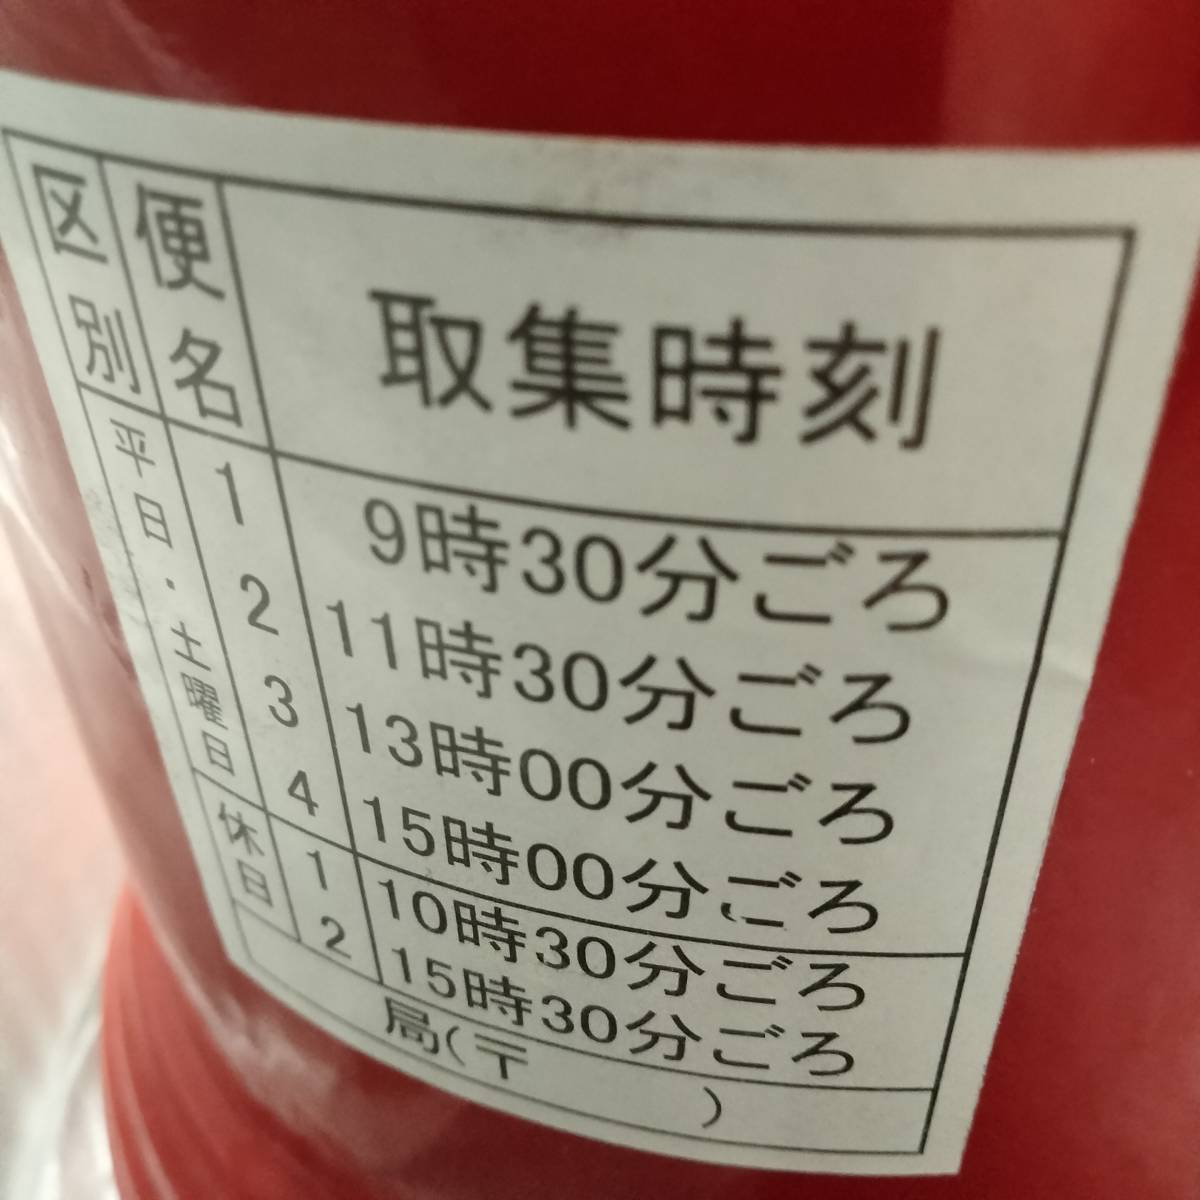 区別 便名 取集時刻
平日・土曜日 1 9時30分ごろ
2 11時30分ごろ
3 13時00分ごろ
4 15時00分ごろ
休日 1 10時30分ごろ
2 15時30分ごろ
局(〒 )